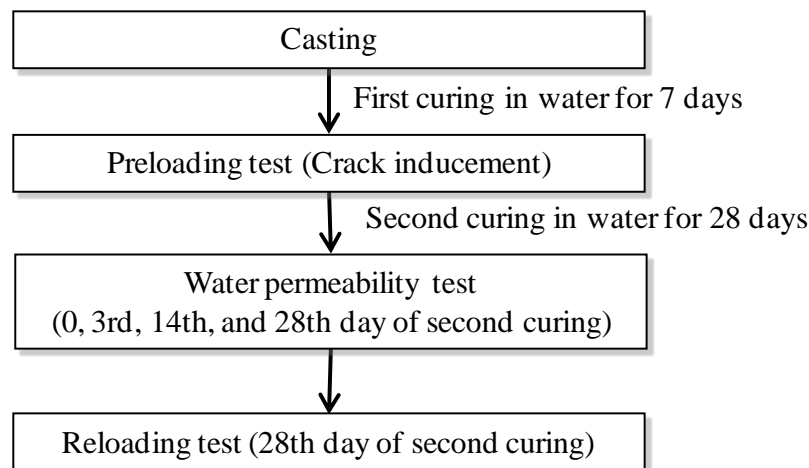 Casting
First curing in water for 7 days
Preloading test (Crack inducement)
Second curing in water for 28 days
Water permeability test
(0, 3rd, 14th, and 28th day of second curing)
Reloading test (28th day of second curing)